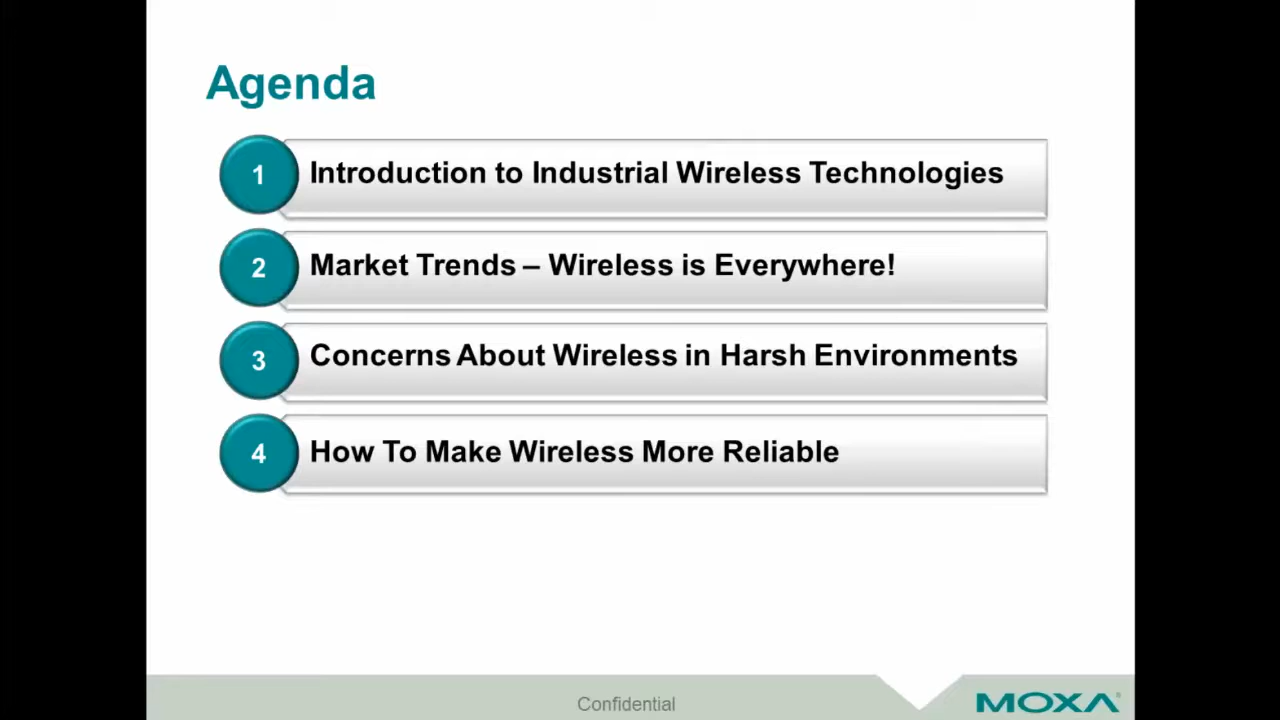 Agenda
1 Introduction to Industrial Wireless Technologies
2 Market Trends – Wireless is Everywhere!
3 Concerns About Wireless in Harsh Environments
4 How To Make Wireless More Reliable
Confidential
MOXA®